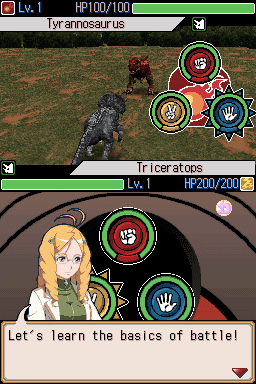 Lv.1 HP100/100
Tyrannosaurus
Triceratops
Lv.1 HP200/200
Let's learn the basics of battle!